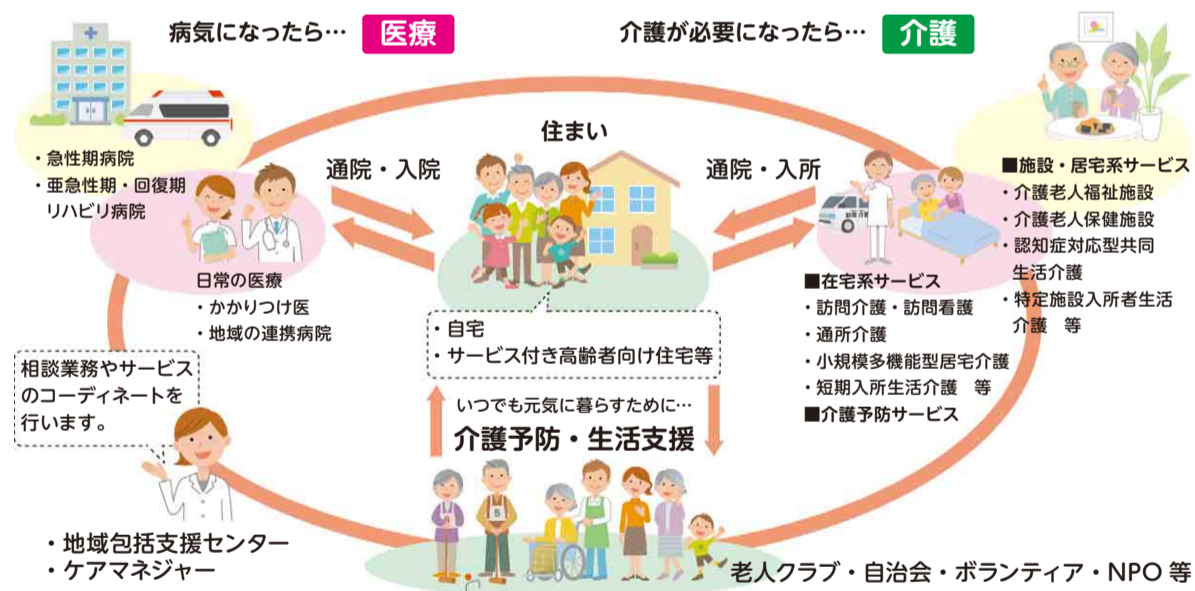 病気になったら…
医療
介護が必要になったら…
介護
・急性期病院
・亜急性期・回復期
リハビリ病院
日常の医療
・かかりつけ医
・地域の連携病院
通院・入院
住まい
通院・入所
・自宅
・サービス付き高齢者向け住宅等
■施設・居宅系サービス
・介護老人福祉施設
・介護老人保健施設
・認知症対応型共同
生活介護
・特定施設入所者生活
介護　等
■在宅系サービス
・訪問介護・訪問看護
・通所介護
・小規模多機能型居宅介護
・短期入所生活介護　等
■介護予防サービス
相談業務やサービス
のコーディネートを
行います。
・地域包括支援センター
・ケアマネジャー
いつでも元気に暮らすために…
介護予防・生活支援
5
老人クラブ・自治会・ボランティア・NPO 等